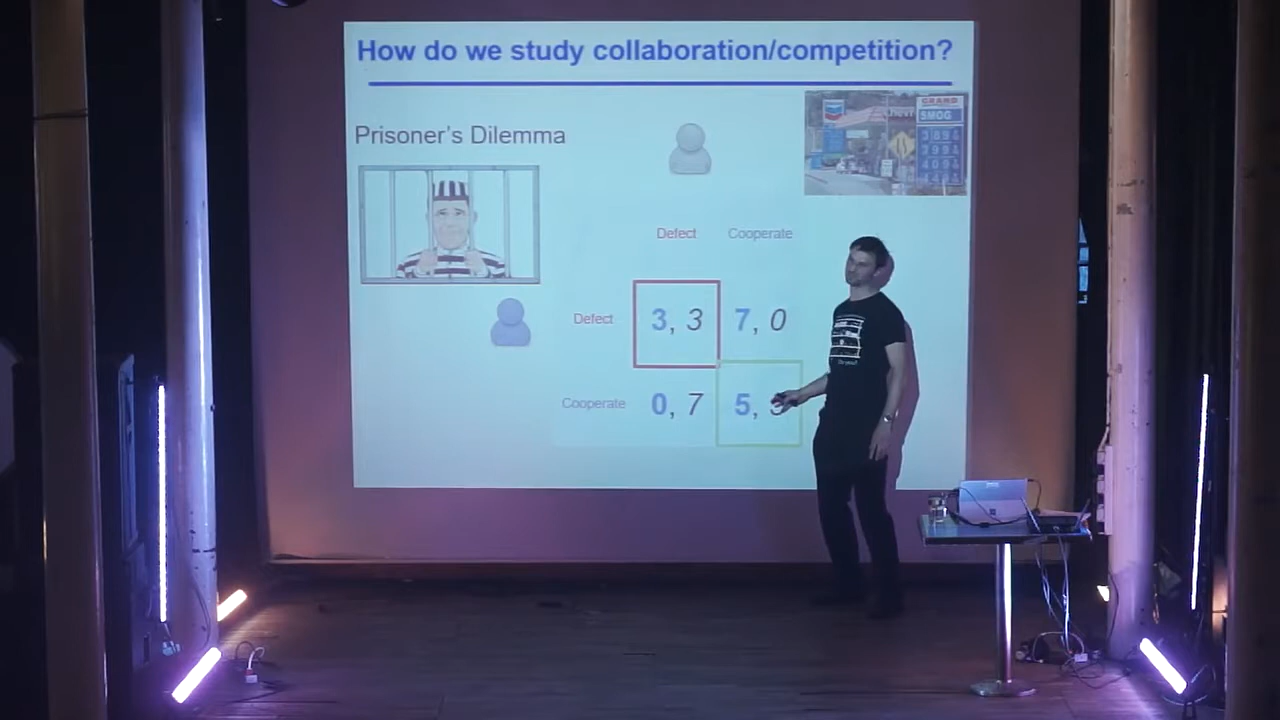 How do we study collaboration/competition?
Prisoner's Dilemma
GRAND
SMOG
Defect Cooperate
Defect 3, 3 7, 0
Cooperate 0, 7 5,